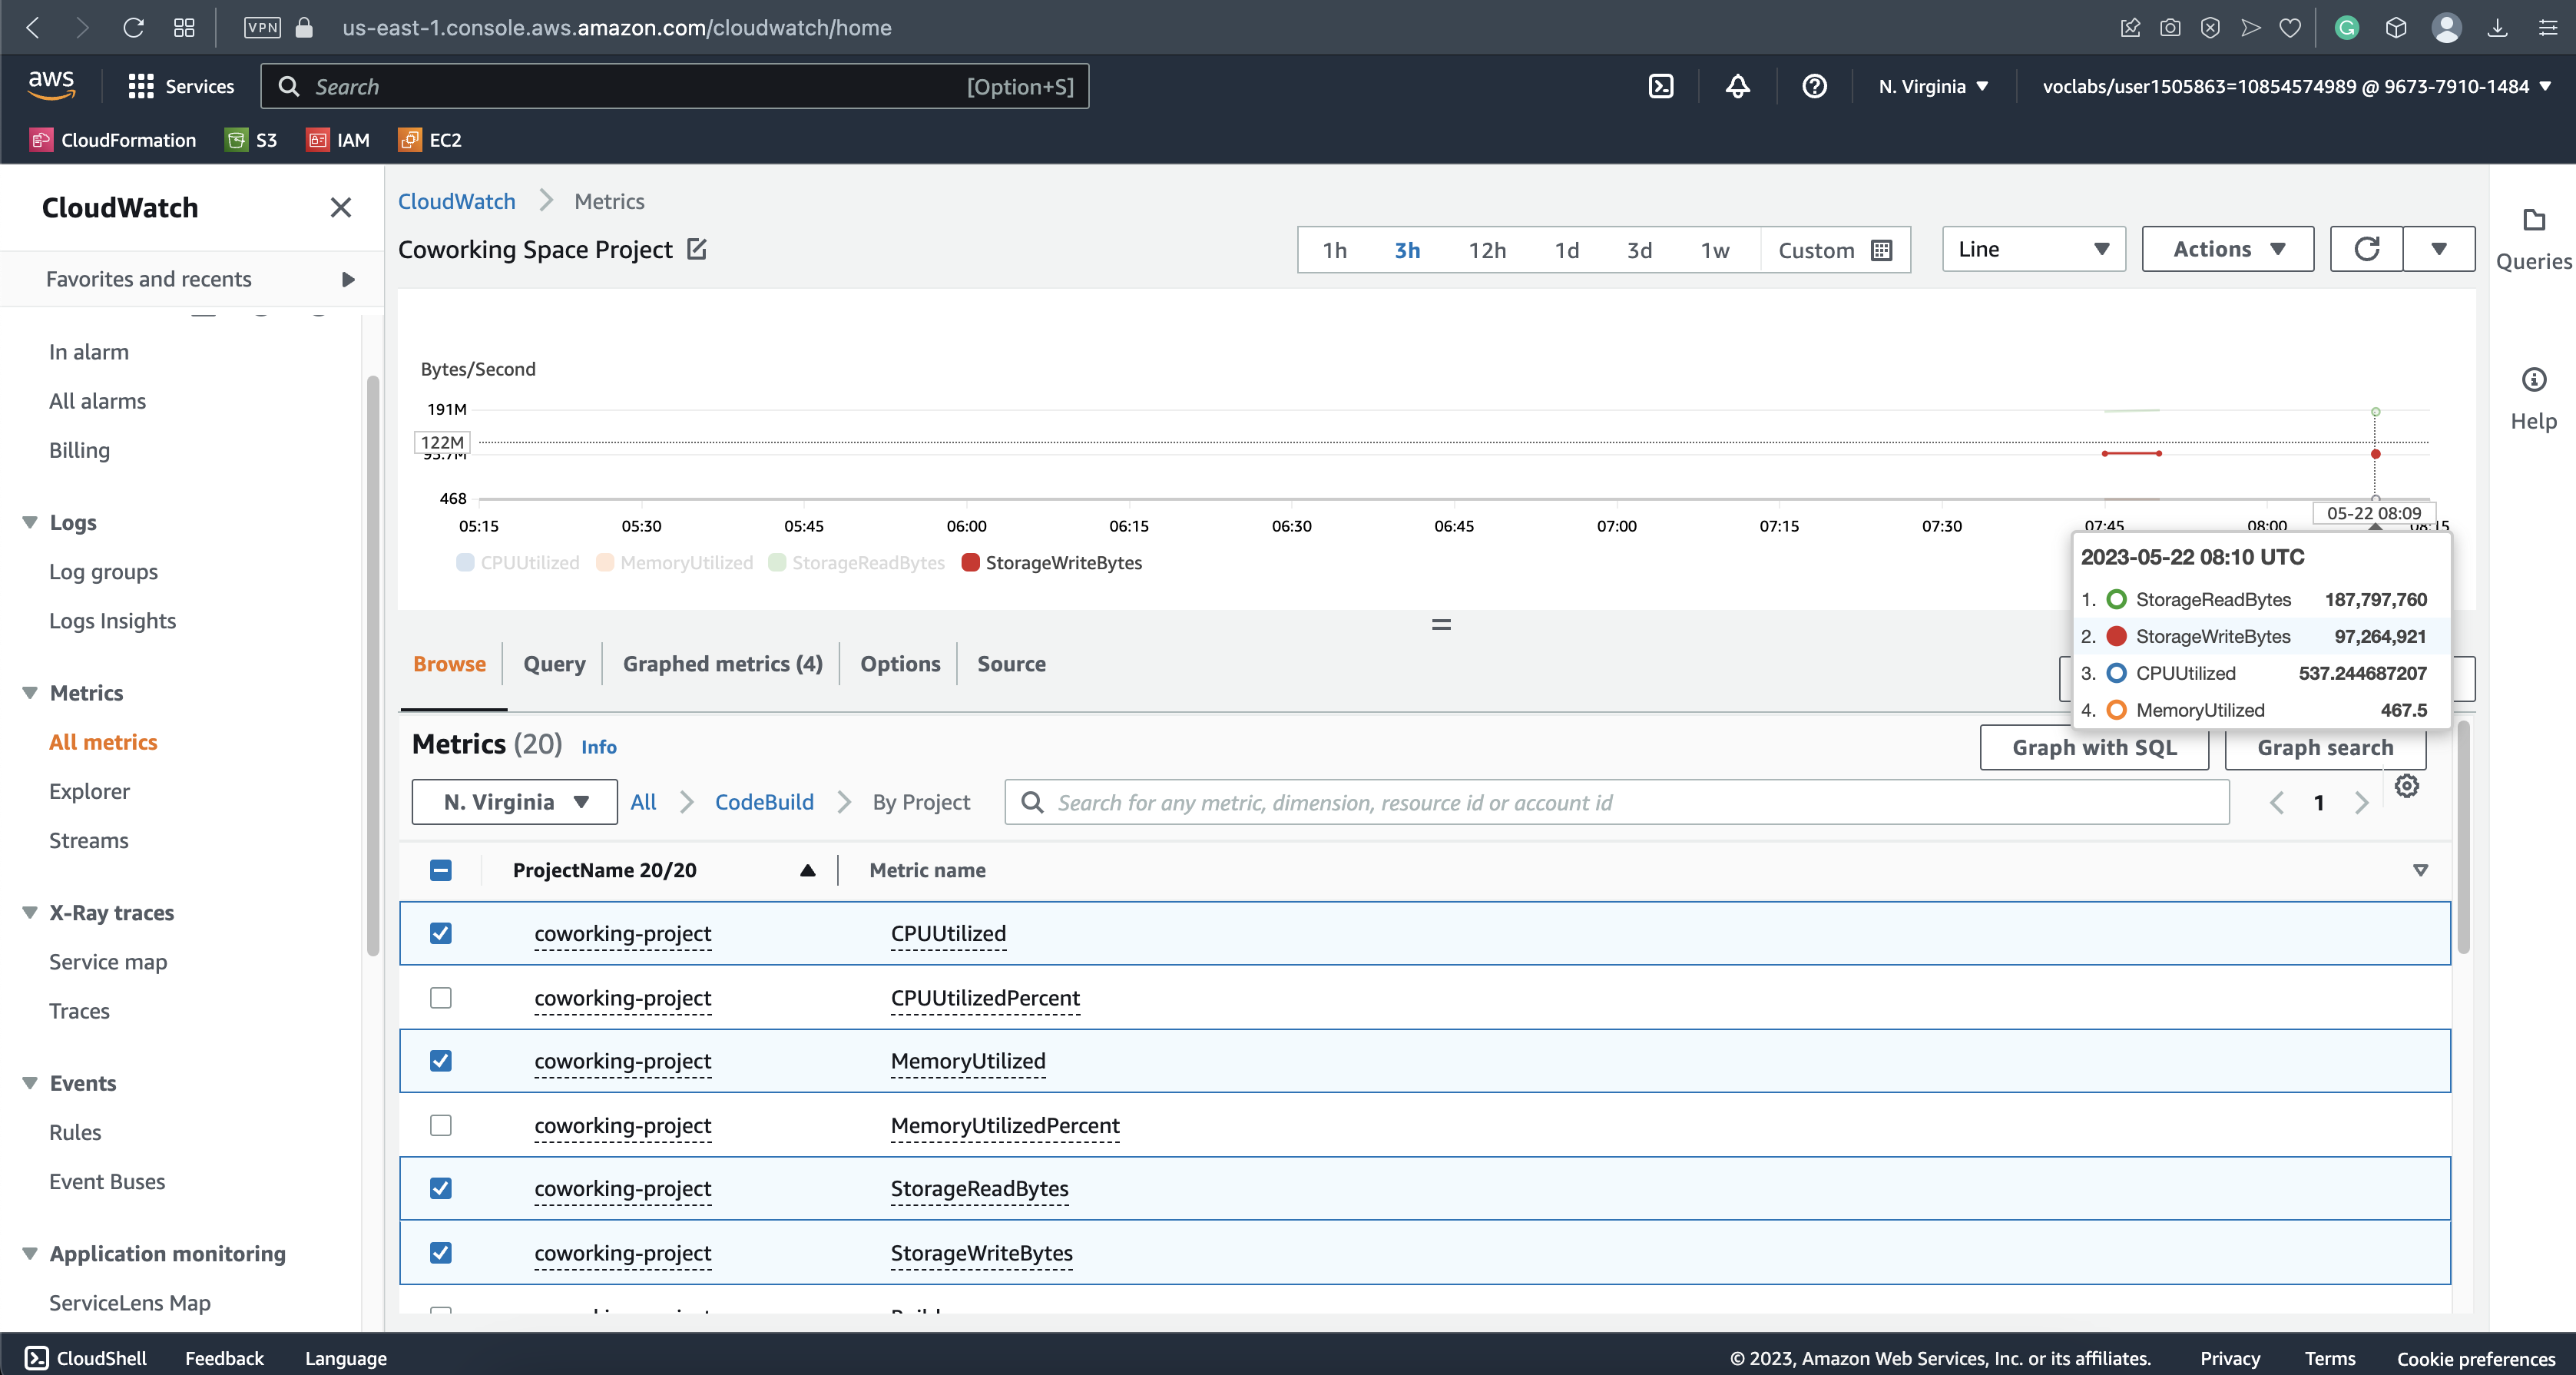 VPN us-east-1.console.aws.amazon.com/cloudwatch/home
aws Services Search [Option+S] N. Virginia voclabs/user1505863=10854574989 @ 9673-7910-1484
CloudFormation S3 IAM EC2
CloudWatch
Favorites and recents
In alarm
All alarms
Billing
Logs
Log groups
Logs Insights
Metrics
All metrics
Explorer
Streams
X-Ray traces
Service map
Traces
Events
Rules
Event Buses
Application monitoring
ServiceLens Map
CloudWatch Metrics
Coworking Space Project
1h 3h 12h 1d 3d 1w Custom
Line
Actions
Queries
Help
Bytes/Second
191M
122M
95.7M
468
05:15 05:30 05:45 06:00 06:15 06:30 06:45 07:00 07:15 07:30 07:45 08:00 08:15
05-22 08:09
CPUUtilized MemoryUtilized StorageReadBytes StorageWriteBytes
2023-05-22 08:10 UTC
1. StorageReadBytes 187,797,760
2. StorageWriteBytes 97,264,921
3. CPUUtilized 537.244687207
4. MemoryUtilized 467.5
Browse Query Graphed metrics (4) Options Source
Metrics (20) Info
Graph with SQL Graph search
N. Virginia All CodeBuild By Project Search for any metric, dimension, resource id or account id 1
ProjectName 20/20 Metric name
coworking-project CPUUtilized
coworking-project CPUUtilizedPercent
coworking-project MemoryUtilized
coworking-project MemoryUtilizedPercent
coworking-project StorageReadBytes
coworking-project StorageWriteBytes
CloudShell Feedback Language © 2023, Amazon Web Services, Inc. or its affiliates. Privacy Terms Cookie preferences